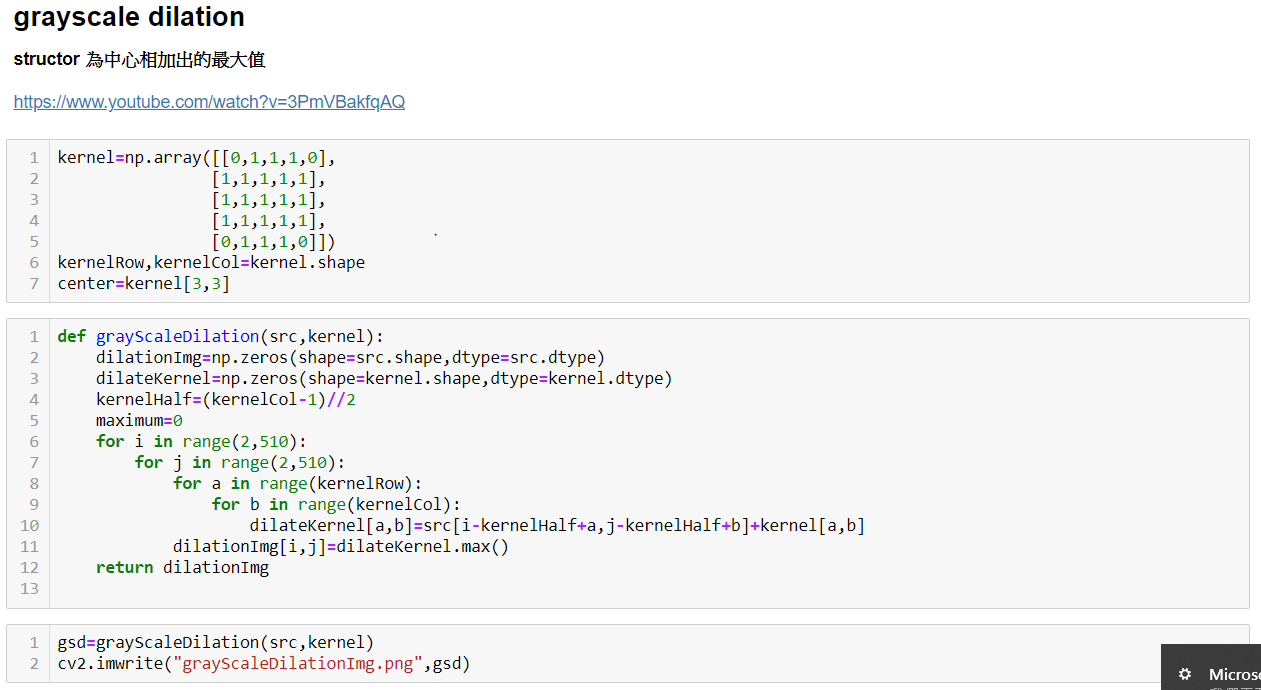 grayscale dilation
structor 為中心相加出的最大值
https://www.youtube.com/watch?v=3PmVBakfqAQ
1 kernel=np.array([[0,1,1,1,0],
2                 [1,1,1,1,1],
3                 [1,1,1,1,1],
4                 [1,1,1,1,1],
5                 [0,1,1,1,0]])
6 kernelRow,kernelCol=kernel.shape
7 center=kernel[3,3]
1 def grayScaleDilation(src,kernel):
2     dilationImg=np.zeros(shape=src.shape,dtype=src.dtype)
3     dilateKernel=np.zeros(shape=kernel.shape,dtype=kernel.dtype)
4     kernelHalf=(kernelCol-1)//2
5     maximum=0
6     for i in range(2,510):
7         for j in range(2,510):
8             for a in range(kernelRow):
9                 for b in range(kernelCol):
10                     dilateKernel[a,b]=src[i-kernelHalf+a,j-kernelHalf+b]+kernel[a,b]
11             dilationImg[i,j]=dilateKernel.max()
12     return dilationImg
13
1 gsd=grayScaleDilation(src,kernel)
2 cv2.imwrite("grayScaleDilationImg.png",gsd)
Micros